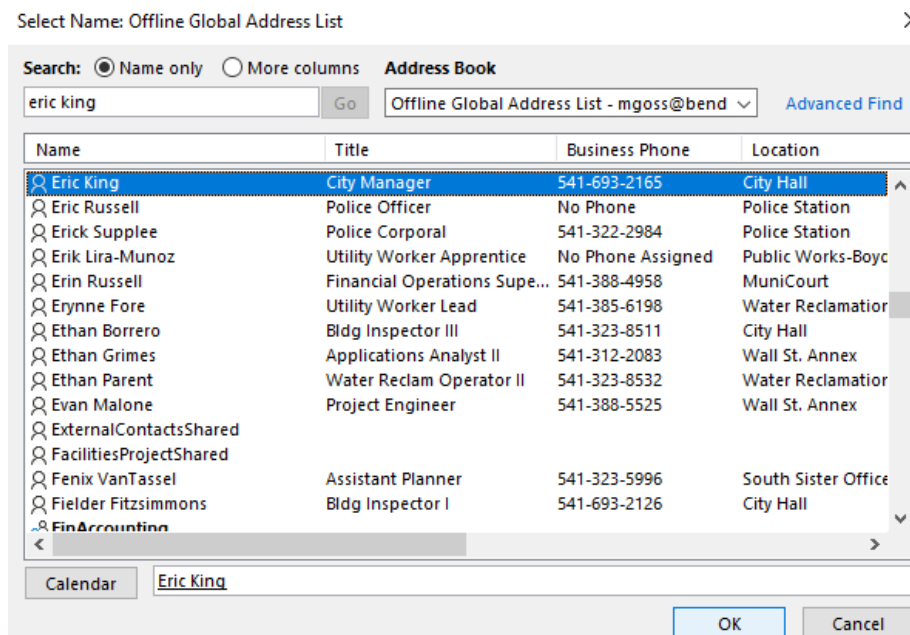 Select Name: Offline Global Address List
Search: Name only More columns Address Book
eric king Go Offline Global Address List - mgoss@bend Advanced Find
Name Title Business Phone Location
Eric King City Manager 541-693-2165 City Hall
Eric Russell Police Officer No Phone Police Station
Erick Supplee Police Corporal 541-322-2984 Police Station
Erik Lira-Munoz Utility Worker Apprentice No Phone Assigned Public Works-Boyc
Erin Russell Financial Operations Supe... 541-388-4958 MuniCourt
Erynne Fore Utility Worker Lead 541-385-6198 Water Reclamation
Ethan Borrero Bldg Inspector III 541-323-8511 City Hall
Ethan Grimes Applications Analyst II 541-312-2083 Wall St. Annex
Ethan Parent Water Reclam Operator II 541-323-8532 Water Reclamation
Evan Malone Project Engineer 541-388-5525 Wall St. Annex
ExternalContactsShared
FacilitiesProjectShared
Fenix VanTassel Assistant Planner 541-323-5996 South Sister Office
Fielder Fitzsimmons Bldg Inspector I 541-693-2126 City Hall
FinAccounting
Calendar Eric King
OK Cancel